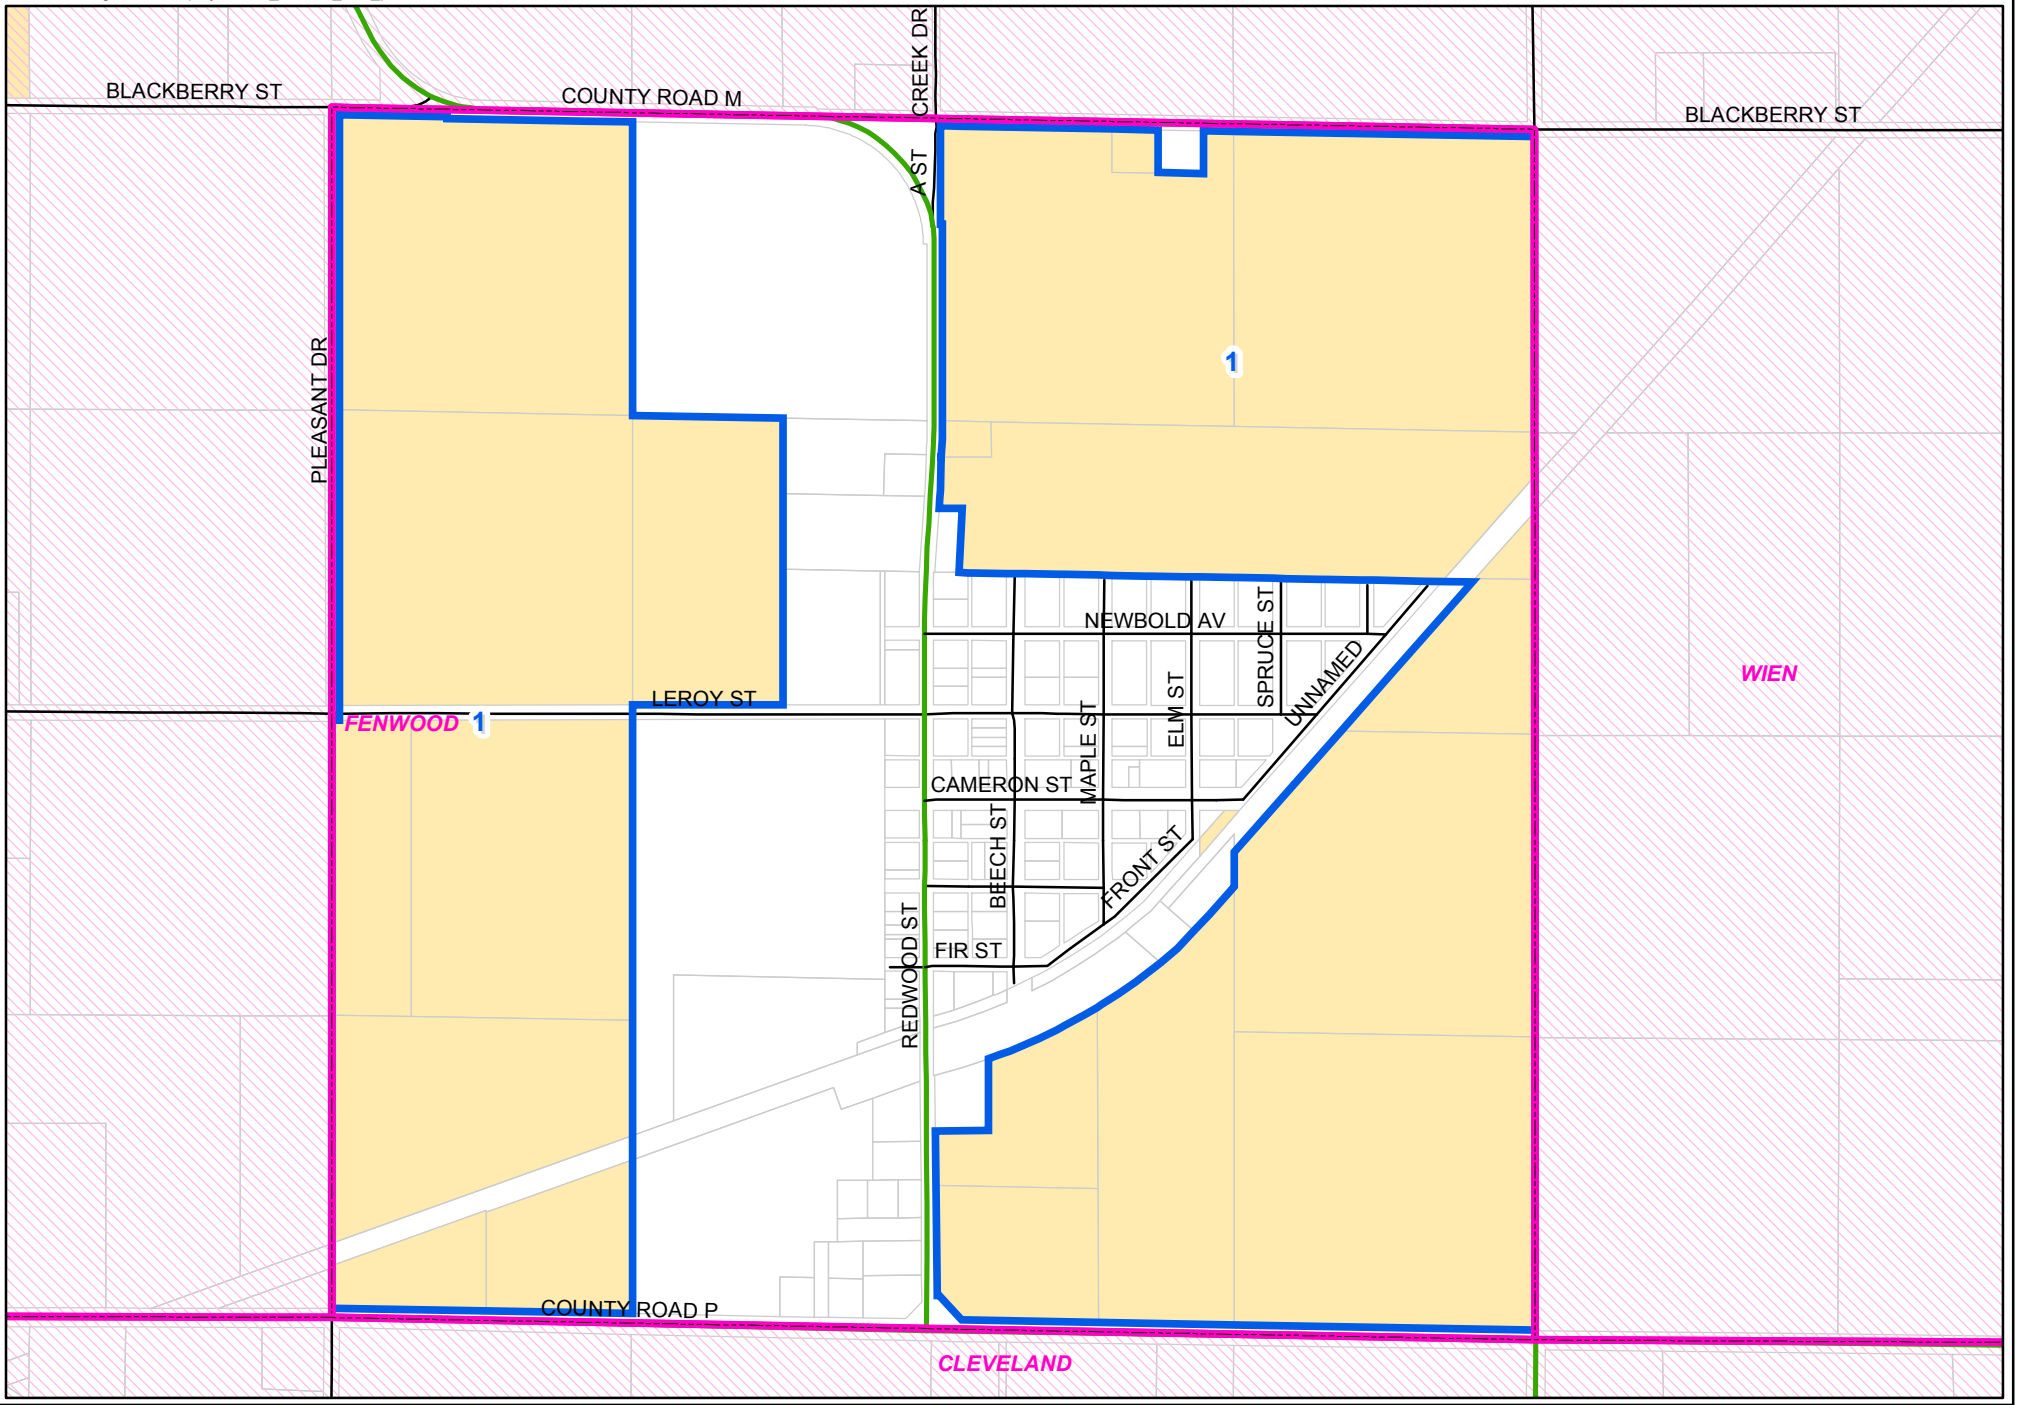 CREEK DR
BLACKBERRY ST
COUNTY ROAD M
BLACKBERRY ST
A ST
PLEASANT DR
1
NEWBOLD AV
SPRUCE ST
UNNAMED
WIEN
LEROY ST
ELM ST
FENWOOD 1
MAPLE ST
CAMERON ST
BEECH ST
FRONT ST
REDWOOD ST
FIR ST
COUNTY ROAD P
CLEVELAND